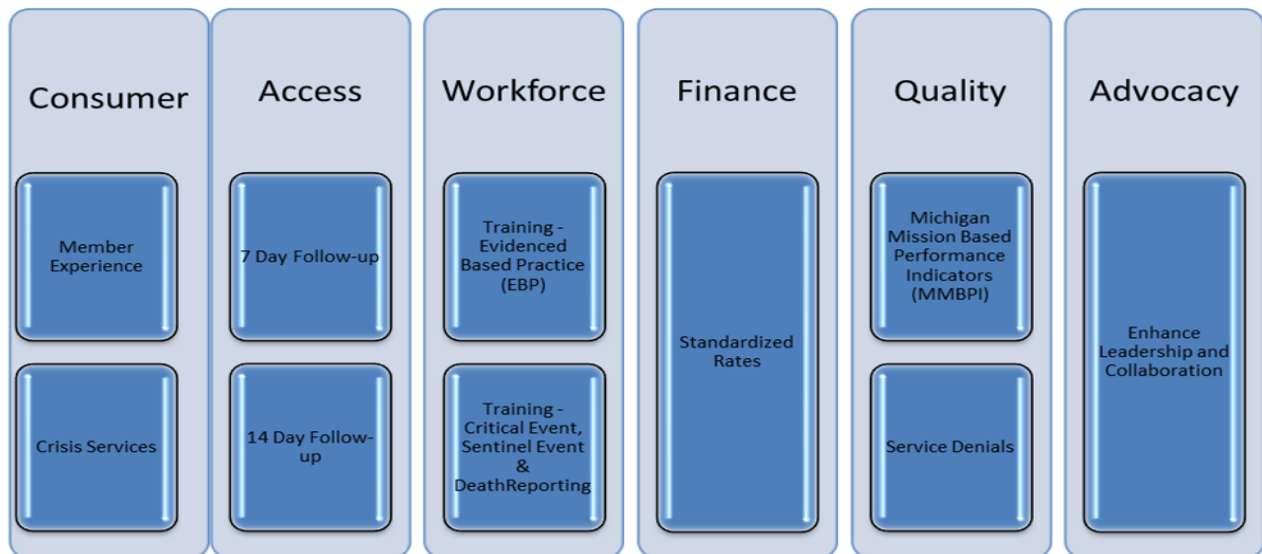 Consumer
Member
Experience
Crisis Services
Access
7 Day Follow-up
14 Day Follow-
up
Workforce
Training -
Evidenced
Based Practice
(EBP)
Training -
Critical Event,
Sentinel Event
&
DeathReporting
Finance
Standardized
Rates
Quality
Michigan
Mission Based
Performance
Indicators
(MMBPI)
Service Denials
Advocacy
Enhance
Leadership and
Collaboration